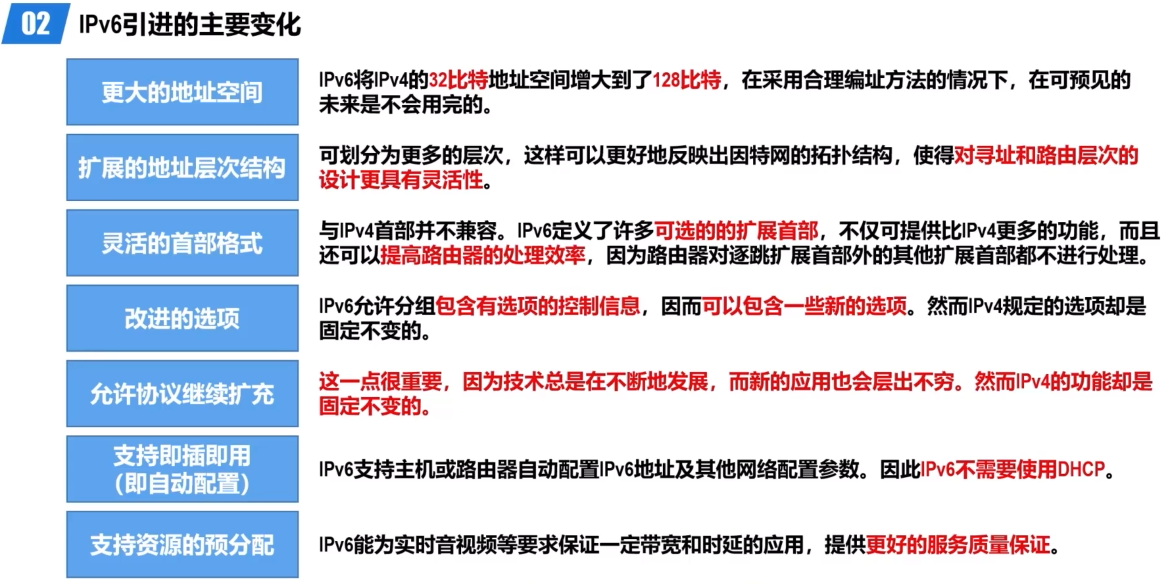 02 IPv6引进的主要变化
更大的地址空间
IPv6将IPv4的32比特地址空间增大到了128比特，在采用合理编址方法的情况下，在可预见的
未来是不会用完的。
扩展的地址层次结构
可划分为更多的层次，这样可以更好地反映出因特网的拓扑结构，使得对寻址和路由层次的
设计更具有灵活性。
灵活的首部格式
与IPv4首部并不兼容。IPv6定义了许多可选的的扩展首部，不仅可提供比IPv4更多的功能，而且
还可以提高路由器的处理效率，因为路由器对逐跳扩展首部外的其他扩展首部都不进行处理。
改进的选项
IPv6允许分组包含有选项的控制信息，因而可以包含一些新的选项。然而IPv4规定的选项却是
固定不变的。
允许协议继续扩充
这一点很重要，因为技术总是在不断地发展，而新的应用也会层出不穷。然而IPv4的功能却是
固定不变的。
支持即插即用
（即自动配置）
IPv6支持主机或路由器自动配置IPv6地址及其他网络配置参数。因此IPv6不需要使用DHCP。
支持资源的预分配
IPv6能为实时音视频等要求保证一定带宽和时延的应用，提供更好的服务质量保证。